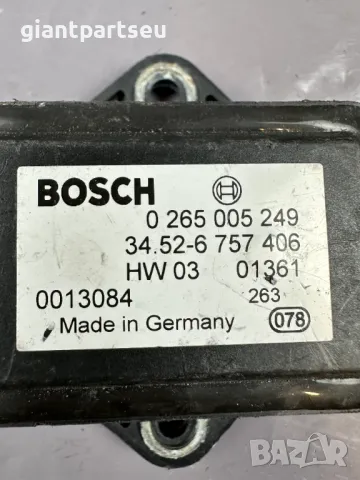 giantpartseu
BOSCH
0 265 005 249
34.52-6 757 406
HW 03 01361
0013084 263
Made in Germany 078
BAZAR